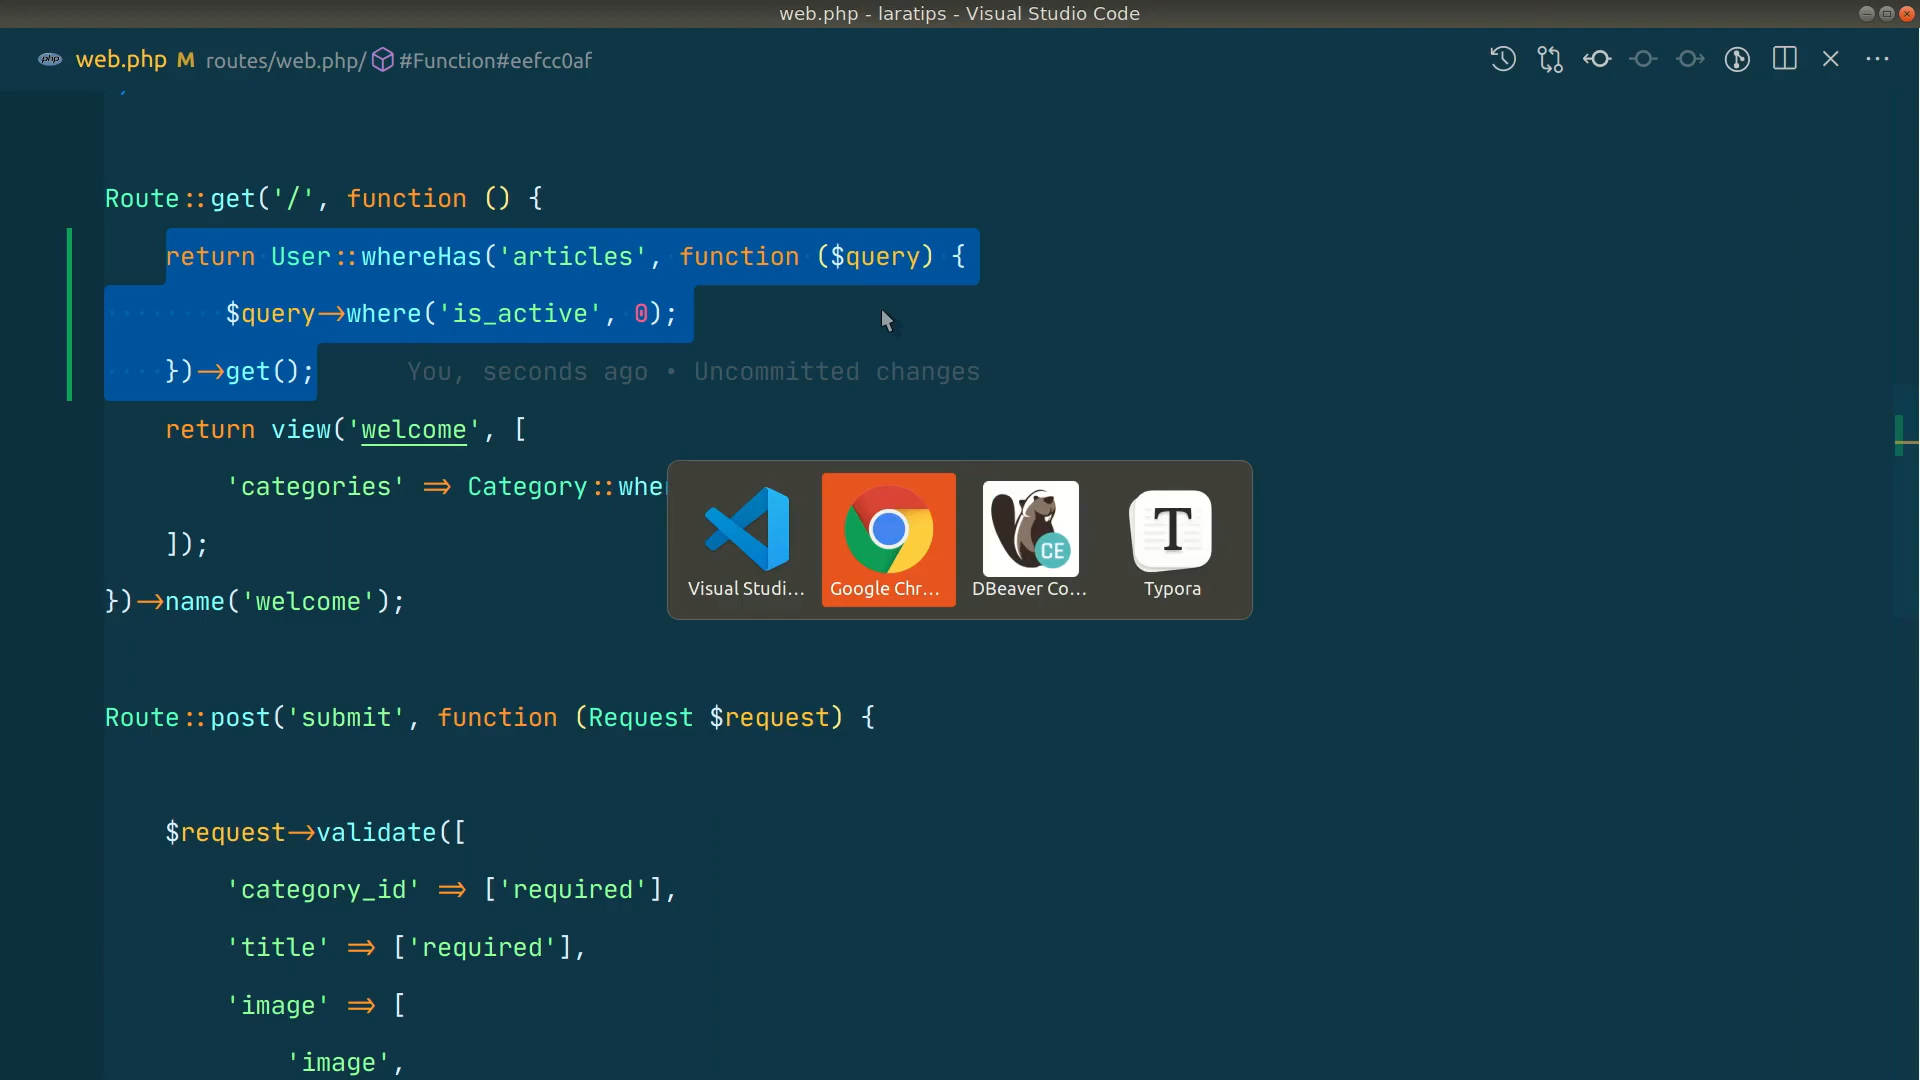 web.php - laratips - Visual Studio Code
php web.php M routes/web.php/ #Function#eefcc0af
Route::get('/', function () {
return User::whereHas('articles', function ($query) {
$query->where('is_active', 0);
})->get(); You, seconds ago • Uncommitted changes
return view('welcome', [
'categories' => Category::wher
]);
})->name('welcome');
Visual Studi...
Google Chr...
CE
DBeaver Co...
T
Typora
Route::post('submit', function (Request $request) {
$request->validate([
'category_id' => ['required'],
'title' => ['required'],
'image' => [
'image',